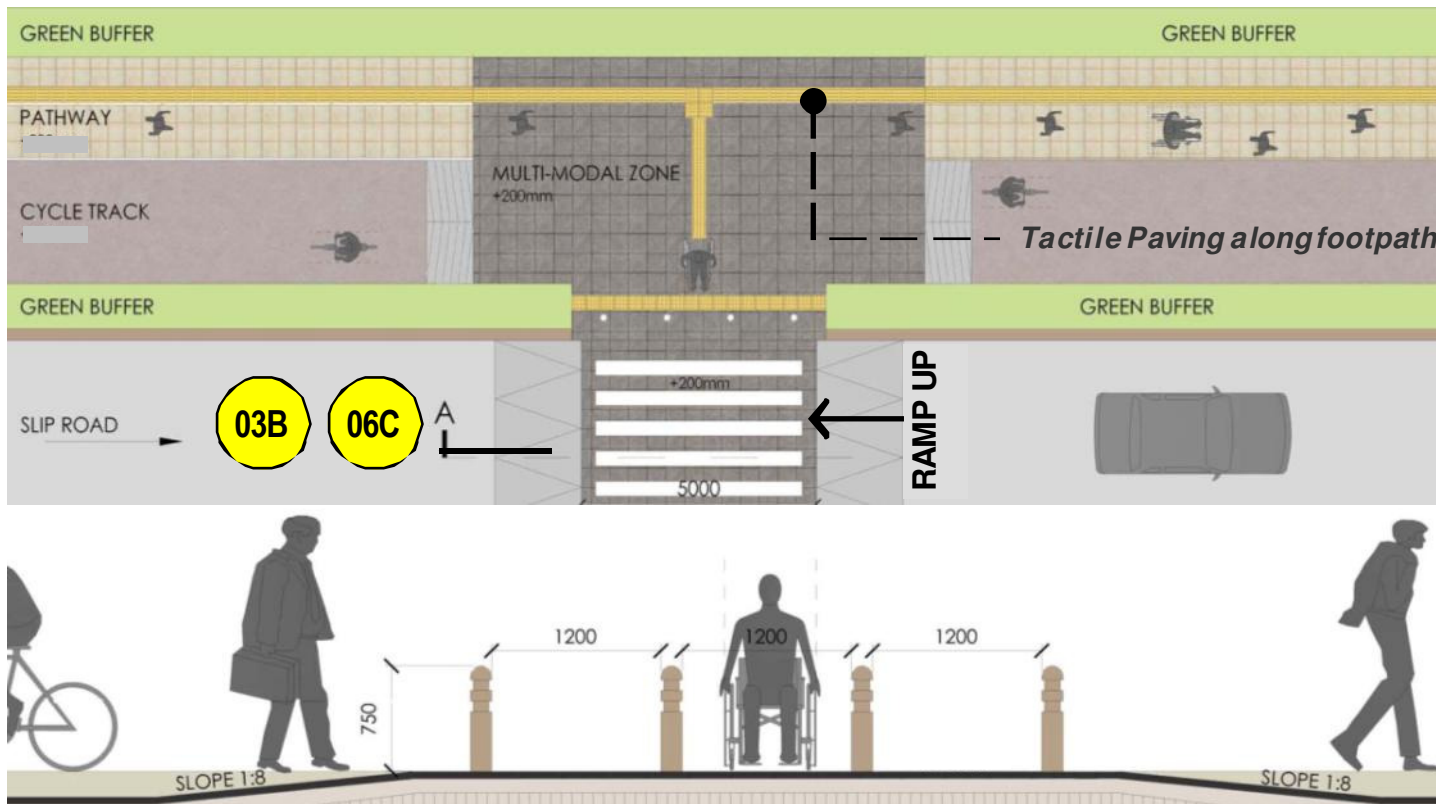 GREEN BUFFER
GREEN BUFFER
PATHWAY
MULTI-MODAL ZONE
+200mm
CYCLE TRACK
Tactile Paving along footpath
GREEN BUFFER
GREEN BUFFER
+200mm
RAMP UP
SLIP ROAD
03B
06C
A
5000
1200
1200
1200
750
SLOPE 1:8
SLOPE 1:8